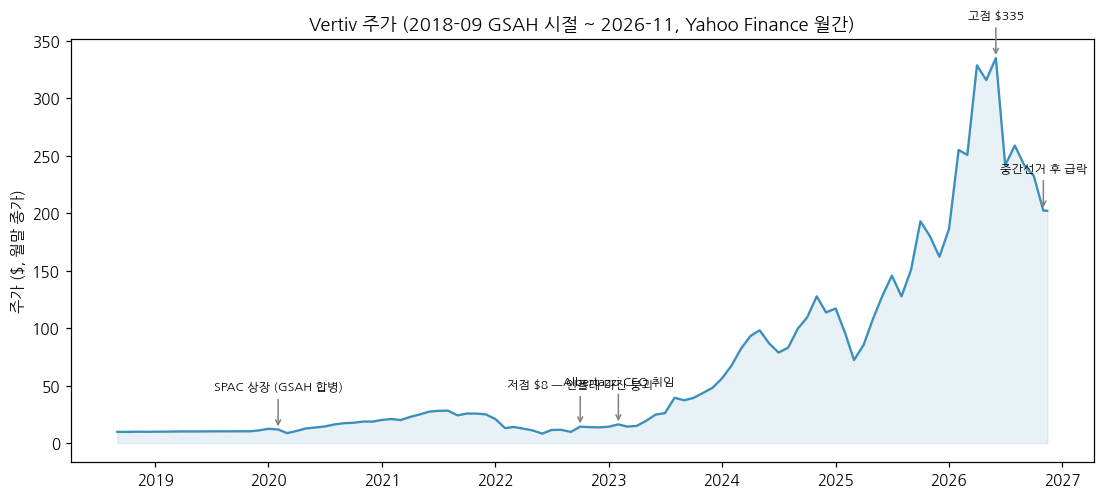 Vertiv 주가 (2018-09 GSAH 시절 ~ 2026-11, Yahoo Finance 월간)
고점 $335
중간선거 후 급락
SPAC 상장 (GSAH 합병)
저점 $8 —
CEO 취임
주가 ($, 월말 종가)
350
300
250
200
150
100
50
0
2019
2020
2021
2022
2023
2024
2025
2026
2027